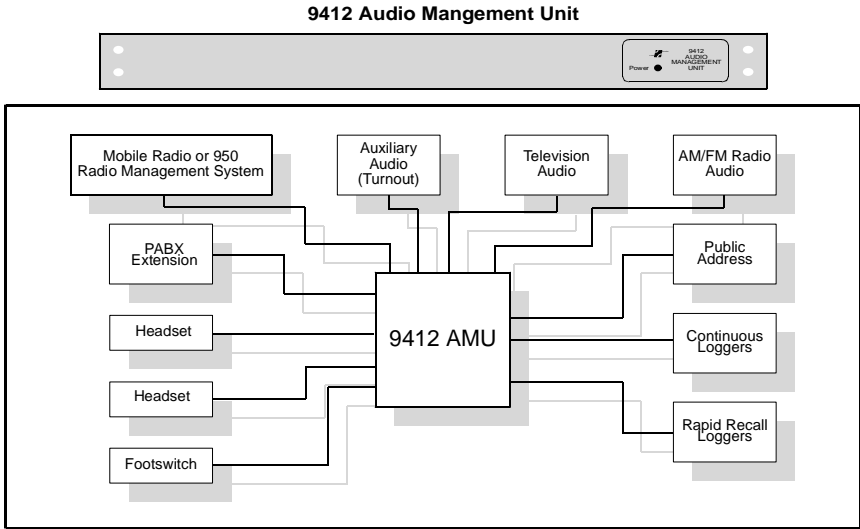 9412 Audio Mangement Unit
9412
AUDIO
MANAGEMENT
UNIT
Power
Mobile Radio or 950
Radio Management System
Auxiliary
Audio
(Turnout)
Television
Audio
AM/FM Radio
Audio
PABX
Extension
Public
Address
Headset
9412 AMU
Continuous
Loggers
Headset
Rapid Recall
Loggers
Footswitch